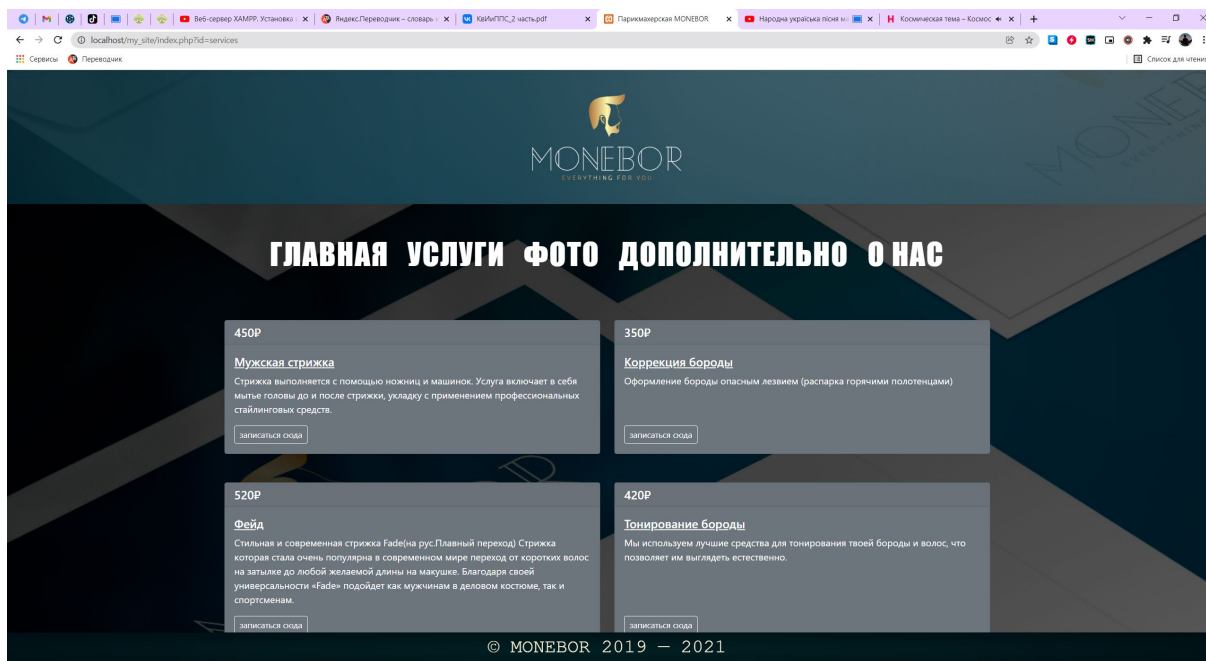 Веб-сервер XAMPP. Установка
Яндекс.Переводчик – словарь
КвИиППС_2 часть.pdf
Парикмахерская MONEBOR
Народна українська пісня
Космическая тема – Космос
localhost/my_site/index.php?id=services
Сервисы
Переводчик
Список для чтения
MONEBOR
EVERYTHING FOR YOU
ГЛАВНАЯ УСЛУГИ ФОТО ДОПОЛНИТЕЛЬНО О НАС
450₽
Мужская стрижка
Стрижка выполняется с помощью ножниц и машинок. Услуга включает в себя
мытье головы до и после стрижки, укладку с применением профессиональных
стайлинговых средств.
записаться сюда
350₽
Коррекция бороды
Оформление бороды опасным лезвием (распарка горячими полотенцами)
записаться сюда
520₽
Фейд
Стильная и современная стрижка Fade(на рус.Плавный переход) Стрижка
которая стала очень популярна в современном мире переход от коротких волос
на затылке до любой желаемой длины на макушке. Благодаря своей
универсальности «Fade» подойдет как мужчинам в деловом костюме, так и
спортсменам.
записаться сюда
420₽
Тонирование бороды
Мы используем лучшие средства для тонирования твоей бороды и волос, что
позволяет им выглядеть естественно.
записаться сюда
© MONEBOR 2019 — 2021